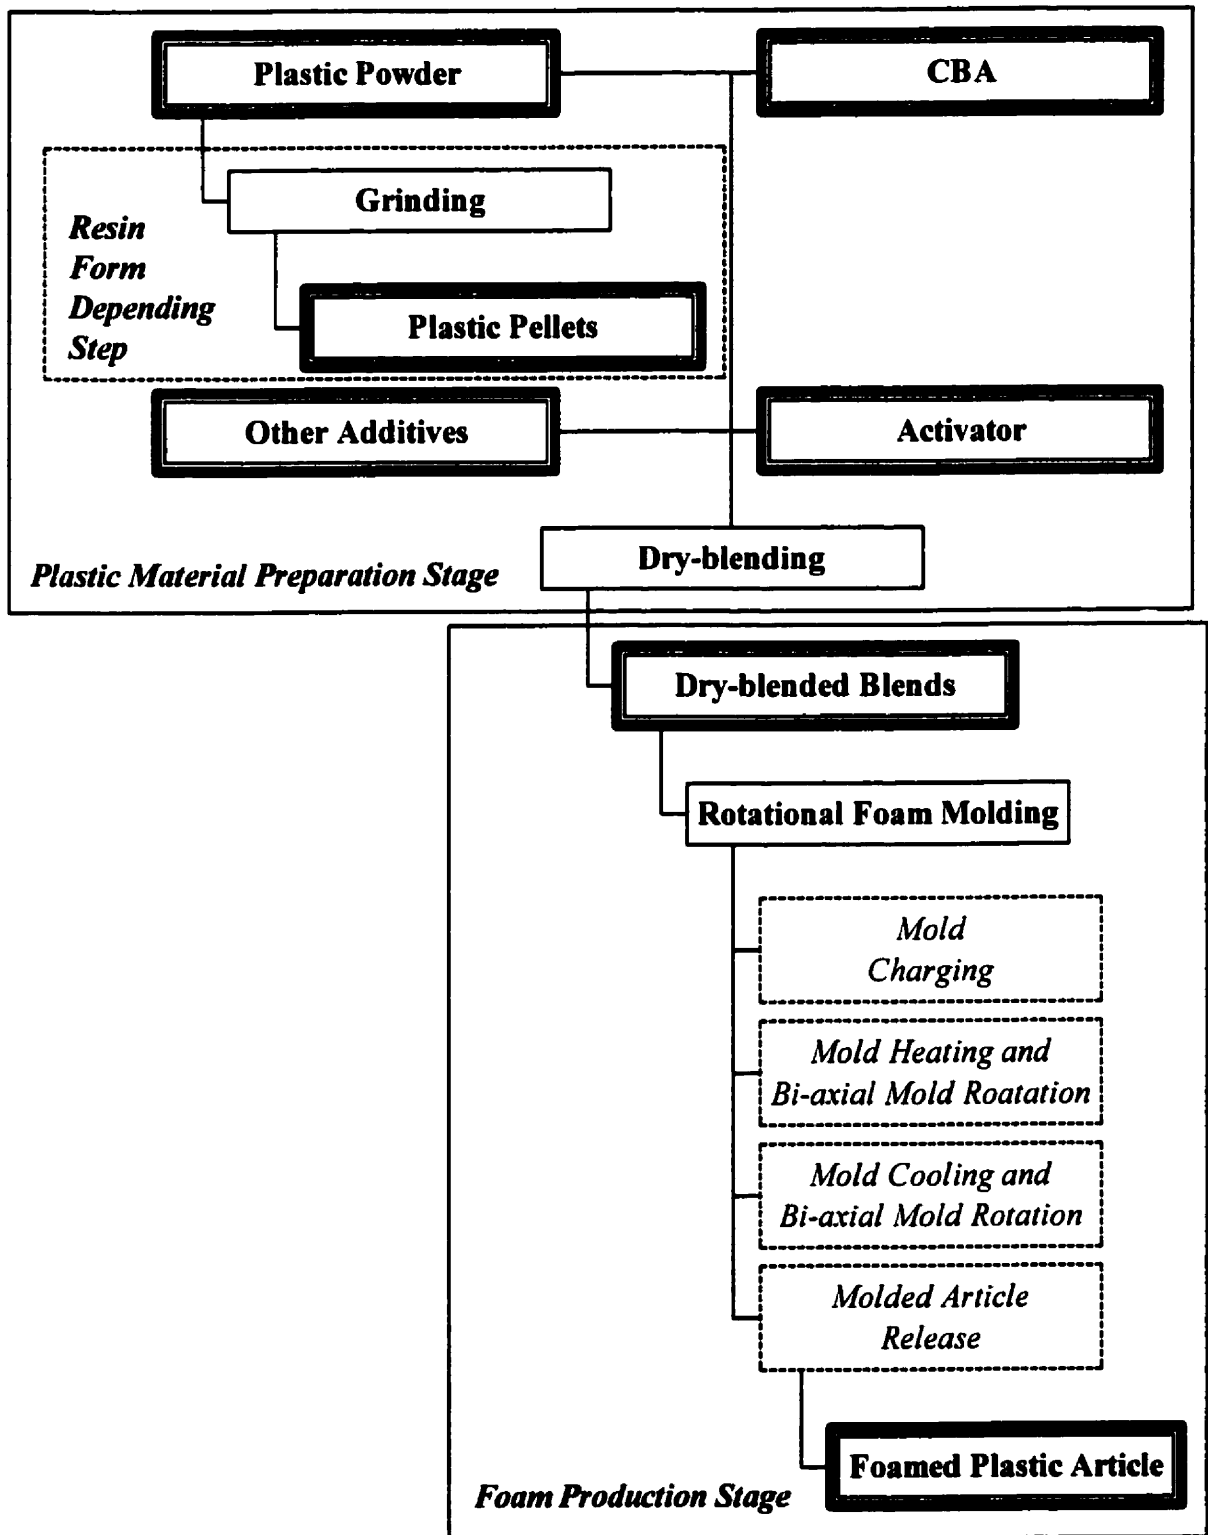 Plastic Powder
CBA
Grinding
Resin
Form
Depending
Step
Plastic Pellets
Other Additives
Activator
Dry-blending
Plastic Material Preparation Stage
Dry-blended Blends
Rotational Foam Molding
Mold
Charging
Mold Heating and
Bi-axial Mold Roatation
Mold Cooling and
Bi-axial Mold Rotation
Molded Article
Release
Foamed Plastic Article
Foam Production Stage